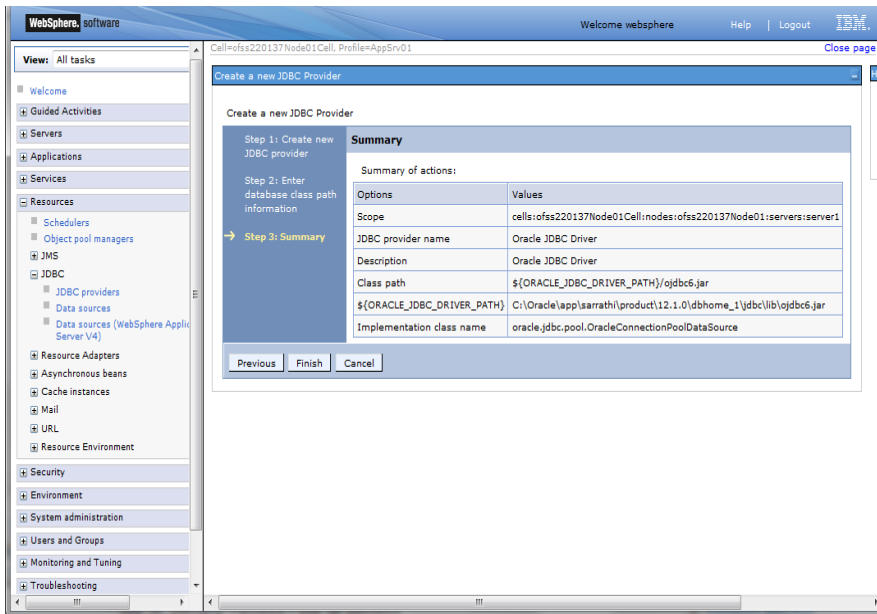 WebSphere. software
Welcome websphere
Help | Logout
IBM.
View: All tasks
Cell=ofss220137Node01Cell, Profile=AppSrv01
Close page
Welcome
Guided Activities
Servers
Applications
Services
Resources
Schedulers
Object pool managers
JMS
JDBC
JDBC providers
Data sources
Data sources (WebSphere Applic
Server V4)
Resource Adapters
Asynchronous beans
Cache instances
Mail
URL
Resource Environment
Security
Environment
System administration
Users and Groups
Monitoring and Tuning
Troubleshooting
Create a new JDBC Provider
Create a new JDBC Provider
Step 1: Create new
JDBC provider
Step 2: Enter
database class path
information
Step 3: Summary
Summary
Summary of actions:
Options Values
Scope cells:ofss220137Node01Cell:nodes:ofss220137Node01:servers:server1
JDBC provider name Oracle JDBC Driver
Description Oracle JDBC Driver
Class path ${ORACLE_JDBC_DRIVER_PATH}/ojdbc6.jar
${ORACLE_JDBC_DRIVER_PATH} C:\Oracle\app\sarrathi\product\12.1.0\dbhome_1\jdbc\lib\ojdbc6.jar
Implementation class name oracle.jdbc.pool.OracleConnectionPoolDataSource
Previous Finish Cancel